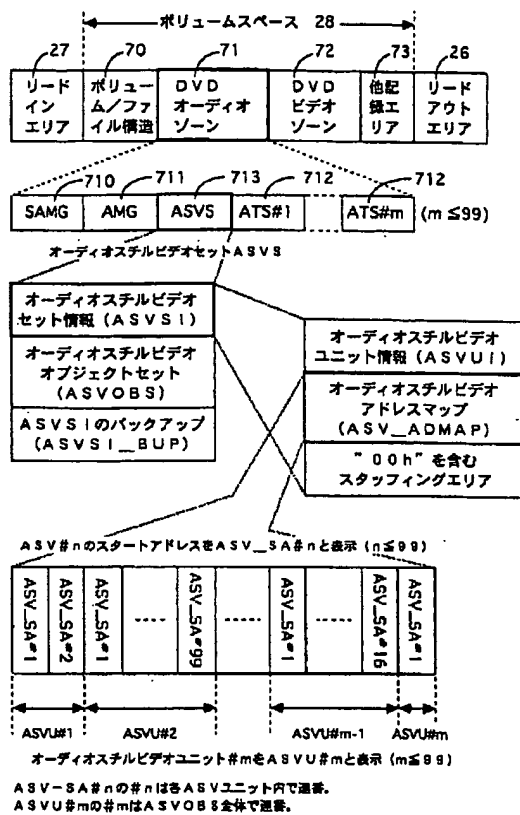 ボリュームスペース 28
27
70
71
72
73
26
リード
イン
エリア
ボリュー
ム/ファ
イル構造
DVD
オーディオ
ゾーン
DVD
ビデオ
ゾーン
他記
録エ
リア
リード
アウト
エリア
710
711
713
712
712
SAMG
AMG
ASVS
ATS#1
ATS#m
(m≦99)
オーディオスチルビデオセットASVS
オーディオスチルビデオ
セット情報(ASVSI)
オーディオスチルビデオ
オブジェクトセット
(ASVOBS)
ASVSIのバックアップ
(ASVSI_BUP)
オーディオスチルビデオ
ユニット情報(ASVUI)
オーディオスチルビデオ
アドレスマップ
(ASV_ADMAP)
"00h"を含む
スタッフィングエリア
ASV#nのスタートアドレスをASV_SA#nと表示(n≦99)
ASV_SA#1
ASV_SA#2
ASV_SA#1
ASV_SA#99
ASV_SA#1
ASV_SA#16
ASV_SA#1
ASVU#1
ASVU#2
ASVU#m-1
ASVU#m
オーディオスチルビデオユニット#mをASVU#mと表示(m≦99)
ASV-SA#nの#nは各ASVユニット内で連番。
ASVU#mの#mはASVOBS全体で連番。